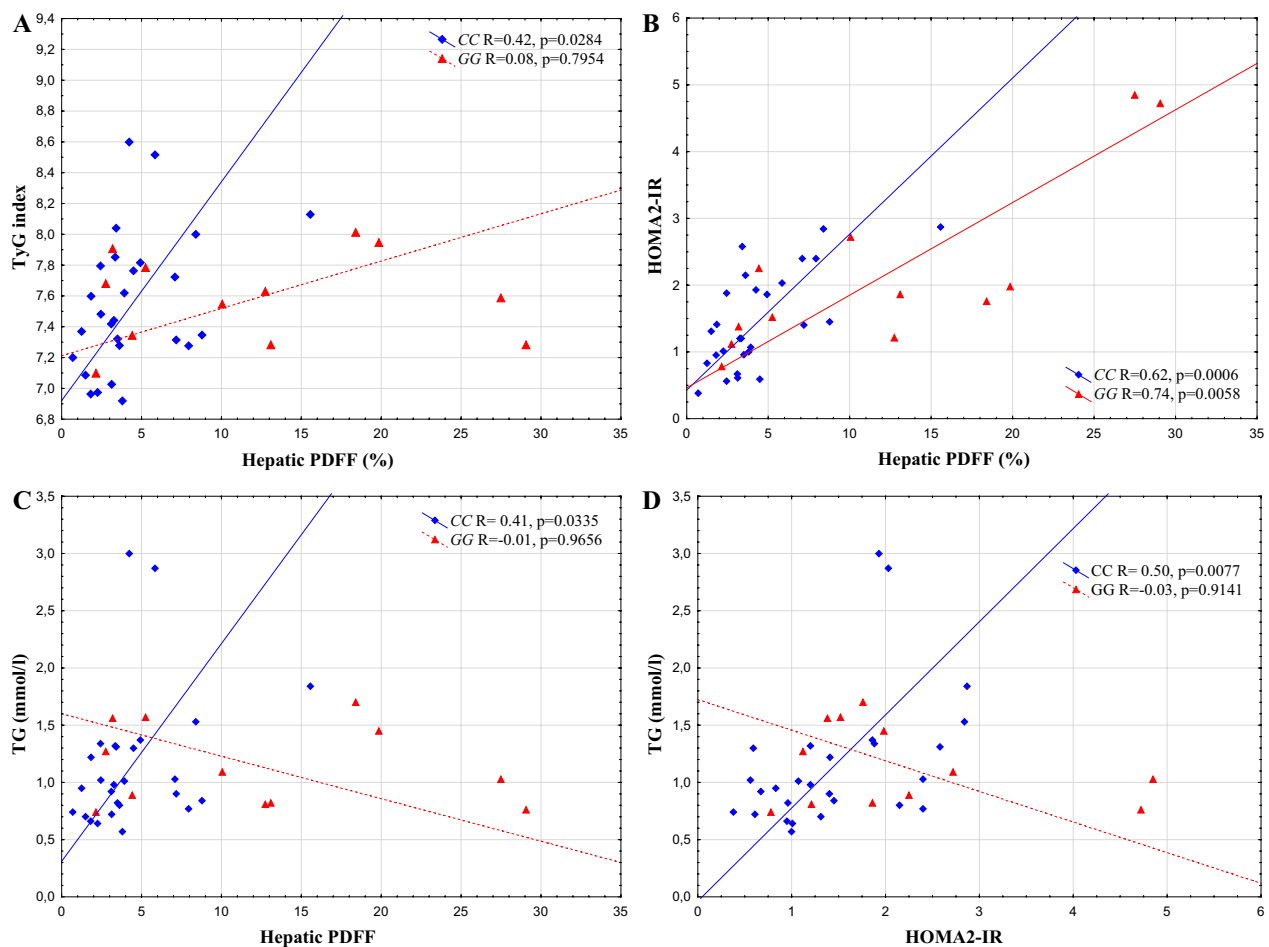 A
9,4
9,2
9,0
8,8
8,6
8,4
8,2
8,0
7,8
7,6
7,4
7,2
7,0
6,8
TyG index
CC R=0.42, p=0.0284
GG R=0.08, p=0.7954
0 5 10 15 20 25 30 35
Hepatic PDFF (%)
B
6
5
4
3
2
1
0
HOMA2-IR
CC R=0.62, p=0.0006
GG R=0.74, p=0.0058
0 5 10 15 20 25 30 35
Hepatic PDFF (%)
C
3,5
3,0
2,5
2,0
1,5
1,0
0,5
0,0
TG (mmol/l)
CC R= 0.41, p=0.0335
GG R=-0.01, p=0.9656
0 5 10 15 20 25 30 35
Hepatic PDFF
D
3,5
3,0
2,5
2,0
1,5
1,0
0,5
0,0
TG (mmol/l)
CC R= 0.50, p=0.0077
GG R=-0.03, p=0.9141
0 1 2 3 4 5 6
HOMA2-IR